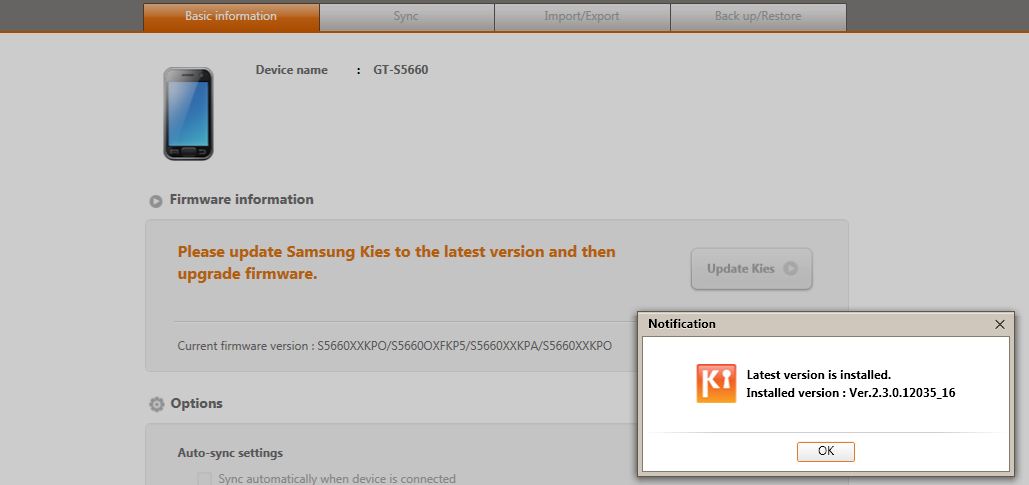 Basic information
Sync
Import/Export
Back up/Restore
Device name : GT-S5660
Firmware information
Please update Samsung Kies to the latest version and then
upgrade firmware.
Update Kies
Current firmware version : S5660XXKPO/S5660OXFKP5/S5660XXKPA/S5660XXKPO
Notification
Ki
Latest version is installed.
Installed version : Ver.2.3.0.12035_16
OK
Options
Auto-sync settings
Sync automatically when device is connected